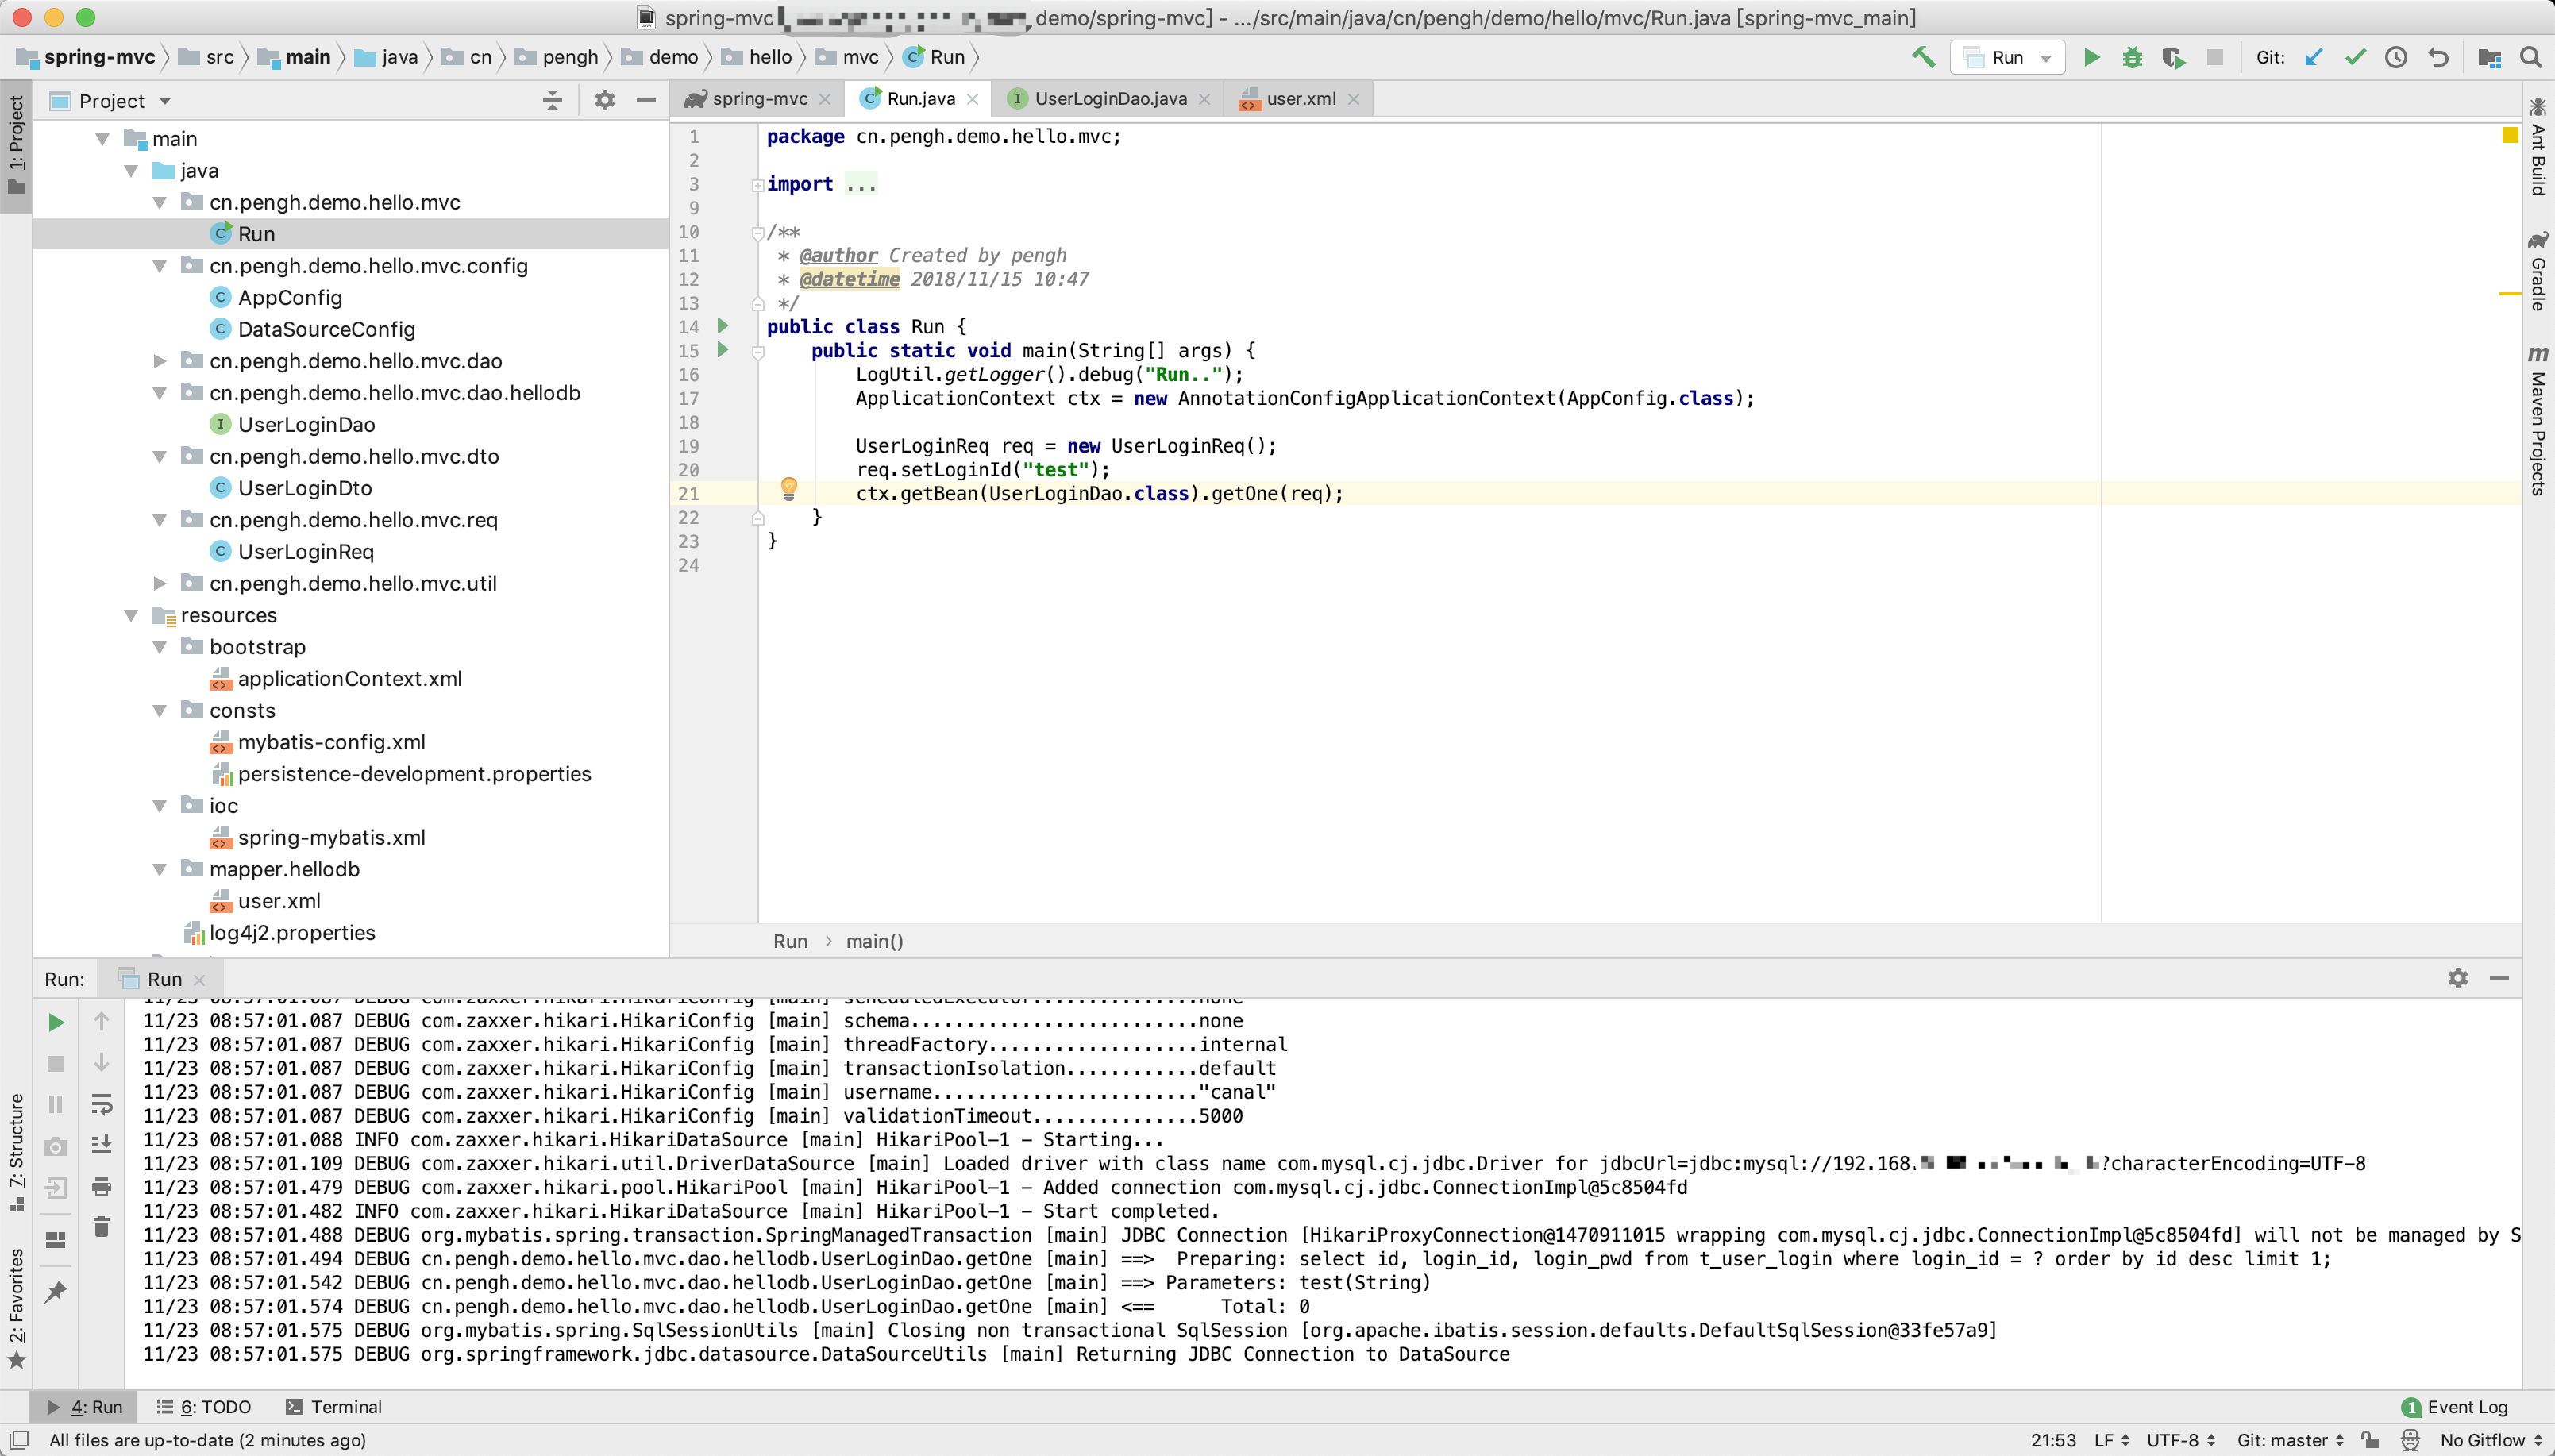 spring-mvc demo/spring-mvc] - .../src/main/java/cn/pengh/demo/hello/mvc/Run.java [spring-mvc_main]
spring-mvc src main java cn pengh demo hello mvc Run
Run Git:
1: Project
7: Structure
2: Favorites
Project
main
java
cn.pengh.demo.hello.mvc
Run
cn.pengh.demo.hello.mvc.config
AppConfig
DataSourceConfig
cn.pengh.demo.hello.mvc.dao
cn.pengh.demo.hello.mvc.dao.hellodb
UserLoginDao
cn.pengh.demo.hello.mvc.dto
UserLoginDto
cn.pengh.demo.hello.mvc.req
UserLoginReq
cn.pengh.demo.hello.mvc.util
resources
bootstrap
applicationContext.xml
consts
mybatis-config.xml
persistence-development.properties
ioc
spring-mybatis.xml
mapper.hellodb
user.xml
log4j2.properties
spring-mvc Run.java UserLoginDao.java user.xml
1 package cn.pengh.demo.hello.mvc;
2
3 import ...
9
10 /**
11 * @author Created by pengh
12 * @datetime 2018/11/15 10:47
13 */
14 public class Run {
15 public static void main(String[] args) {
16 LogUtil.getLogger().debug("Run..");
17 ApplicationContext ctx = new AnnotationConfigApplicationContext(AppConfig.class);
18
19 UserLoginReq req = new UserLoginReq();
20 req.setLoginId("test");
21 ctx.getBean(UserLoginDao.class).getOne(req);
22 }
23 }
24
Run › main()
Ant Build
Gradle
Maven Projects
Run: Run
11/23 08:57:01.087 DEBUG com.zaxxer.hikari.HikariConfig [main] scheduledExecutor...............none
11/23 08:57:01.087 DEBUG com.zaxxer.hikari.HikariConfig [main] schema..........................none
11/23 08:57:01.087 DEBUG com.zaxxer.hikari.HikariConfig [main] threadFactory...................internal
11/23 08:57:01.087 DEBUG com.zaxxer.hikari.HikariConfig [main] transactionIsolation............default
11/23 08:57:01.087 DEBUG com.zaxxer.hikari.HikariConfig [main] username........................"canal"
11/23 08:57:01.087 DEBUG com.zaxxer.hikari.HikariConfig [main] validationTimeout...............5000
11/23 08:57:01.088 INFO com.zaxxer.hikari.HikariDataSource [main] HikariPool-1 - Starting...
11/23 08:57:01.109 DEBUG com.zaxxer.hikari.util.DriverDataSource [main] Loaded driver with class name com.mysql.cj.jdbc.Driver for jdbcUrl=jdbc:mysql://192.168. ?characterEncoding=UTF-8
11/23 08:57:01.479 DEBUG com.zaxxer.hikari.pool.HikariPool [main] HikariPool-1 - Added connection com.mysql.cj.jdbc.ConnectionImpl@5c8504fd
11/23 08:57:01.482 INFO com.zaxxer.hikari.HikariDataSource [main] HikariPool-1 - Start completed.
11/23 08:57:01.488 DEBUG org.mybatis.spring.transaction.SpringManagedTransaction [main] JDBC Connection [HikariProxyConnection@1470911015 wrapping com.mysql.cj.jdbc.ConnectionImpl@5c8504fd] will not be managed by S
11/23 08:57:01.494 DEBUG cn.pengh.demo.hello.mvc.dao.hellodb.UserLoginDao.getOne [main] ==>  Preparing: select id, login_id, login_pwd from t_user_login where login_id = ? order by id desc limit 1;
11/23 08:57:01.542 DEBUG cn.pengh.demo.hello.mvc.dao.hellodb.UserLoginDao.getOne [main] ==> Parameters: test(String)
11/23 08:57:01.574 DEBUG cn.pengh.demo.hello.mvc.dao.hellodb.UserLoginDao.getOne [main] <==      Total: 0
11/23 08:57:01.575 DEBUG org.mybatis.spring.SqlSessionUtils [main] Closing non transactional SqlSession [org.apache.ibatis.session.defaults.DefaultSqlSession@33fe57a9]
11/23 08:57:01.575 DEBUG org.springframework.jdbc.datasource.DataSourceUtils [main] Returning JDBC Connection to DataSource
4: Run 6: TODO Terminal 1 Event Log
All files are up-to-date (2 minutes ago) 21:53 LF UTF-8 Git: master No Gitflow